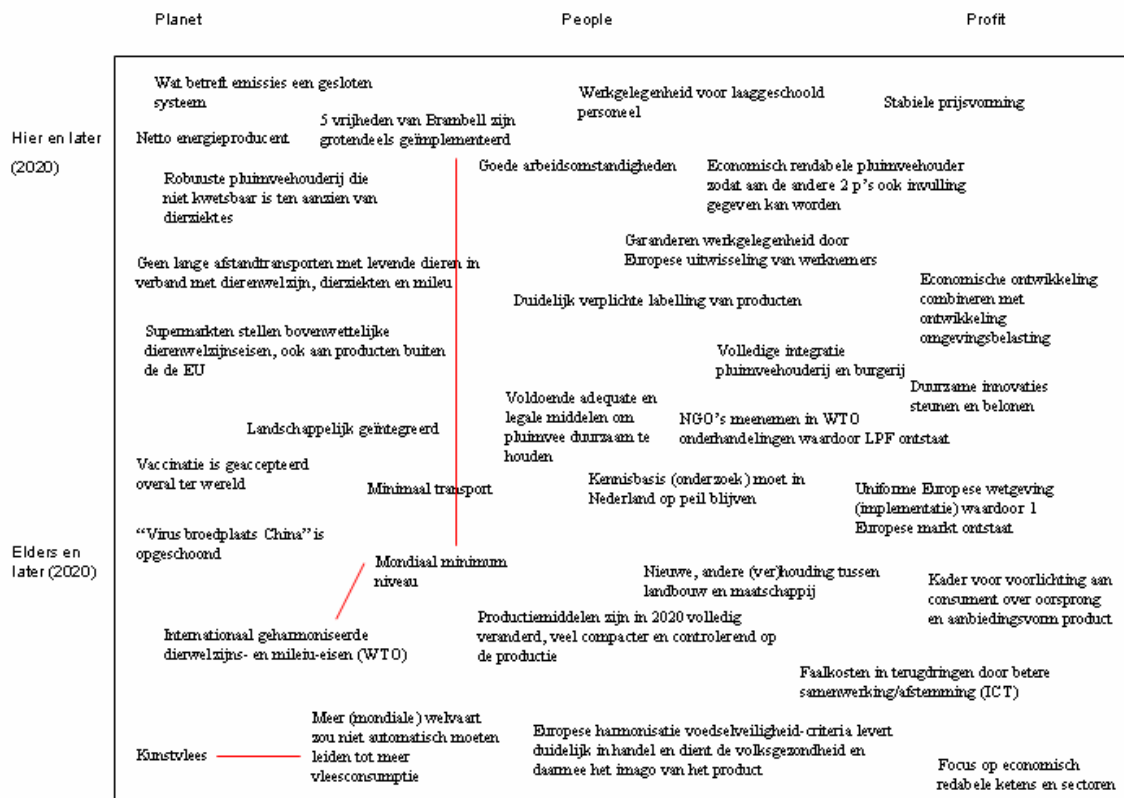 Planet
People
Profit
Hier en later
(2020)
Elders en
later (2020)
Wat betreft emissies een gesloten
systeem
Netto energieproducent
5 vrijheden van Brambell zijn
grotendeels geïmplementeerd
Werkgelegenheid voor laaggeschoold
personeel
Stabiele prijsvorming
Robuuste pluimveehouderij die
niet kwetsbaar is ten aanzien van
dierziektes
Goede arbeidsomstandigheden
Economisch rendabele pluimveehouder
zodat aan de andere 2 p's ook invulling
gegeven kan worden
Geen lange afstandtransporten met levende dieren in
verband met dierenwelzijn, dierziekten en mileu
Garanderen werkgelegenheid door
Europese uitwisseling van werknemers
Duidelijk verplichte labelling van producten
Economische ontwikkeling
combineren met
ontwikkeling
omgevingsbelasting
Supermarkten stellen bovenwettelijke
dierenwelzijnseisen, ook aan producten buiten
de de EU
Volledige integratie
pluimveehouderij en burgerij
Duurzame innovaties
steunen en belonen
Landschappelijk geïntegreerd
Voldoende adequate en
legale middelen om
pluimvee duurzaam te
houden
NGO's meenemen in WTO
onderhandelingen waardoor LPF ontstaat
Vaccinatie is geaccepteerd
overal ter wereld
Minimaal transport
Kennisbasis (onderzoek) moet in
Nederland op peil blijven
Uniforme Europese wetgeving
(implementatie) waardoor 1
Europese markt ontstaat
“Virus broedplaats China” is
opgeschoond
Mondiaal minimum
niveau
Nieuwe, andere (ver)houding tussen
landbouw en maatschappij
Kader voor voorlichting aan
consument over oorsprong
en aanbiedingsvorm product
Internationaal geharmoniseerde
dierwelzijns- en mileiu-eisen (WTO)
Productiemiddelen zijn in 2020 volledig
veranderd, veel compacter en controlerend op
de productie
Faalkosten in terugdringen door betere
samenwerking/afstemming (ICT)
Kunstvlees
Meer (mondiale) welvaart
zou niet automatisch moeten
leiden tot meer
vleesconsumptie
Europese harmonisatie voedselveiligheid-criteria levert
duidelijk in handel en dient de volksgezondheid en
daarmee het imago van het product
Focus op economisch
redabele ketens en sectoren